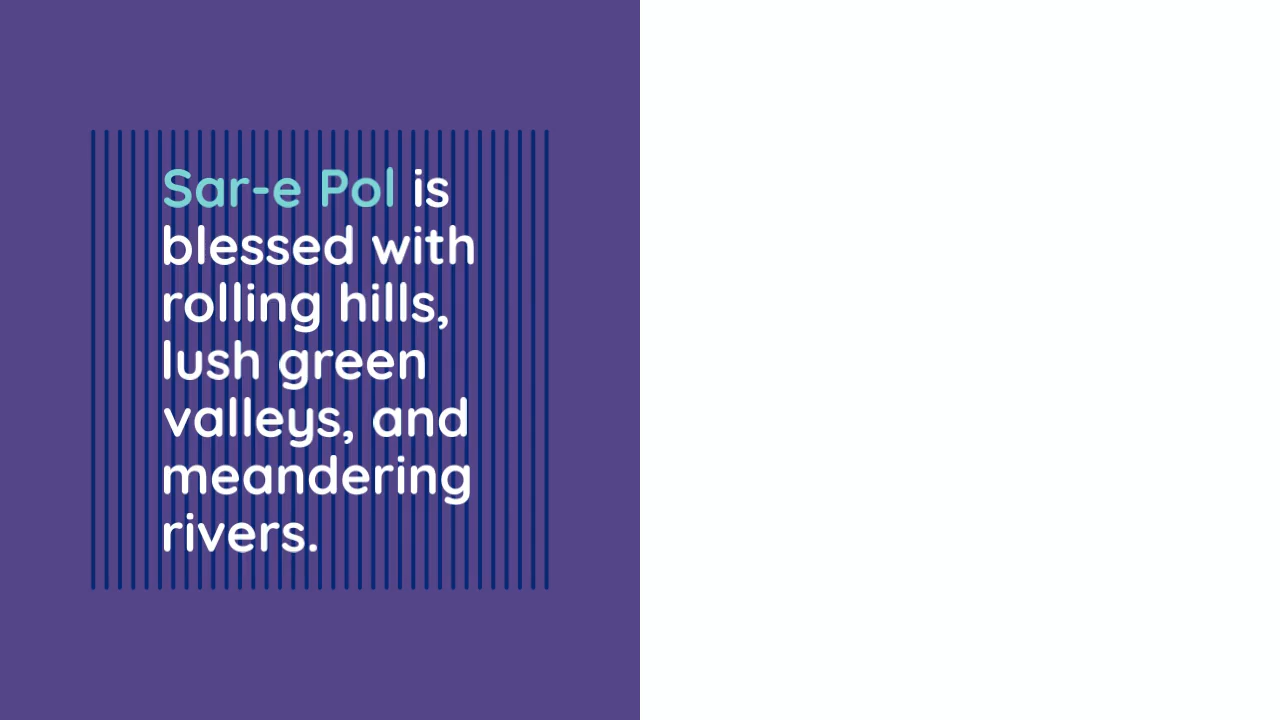 Sar-e Pol is
blessed with
rolling hills,
lush green
valleys, and
meandering
rivers.